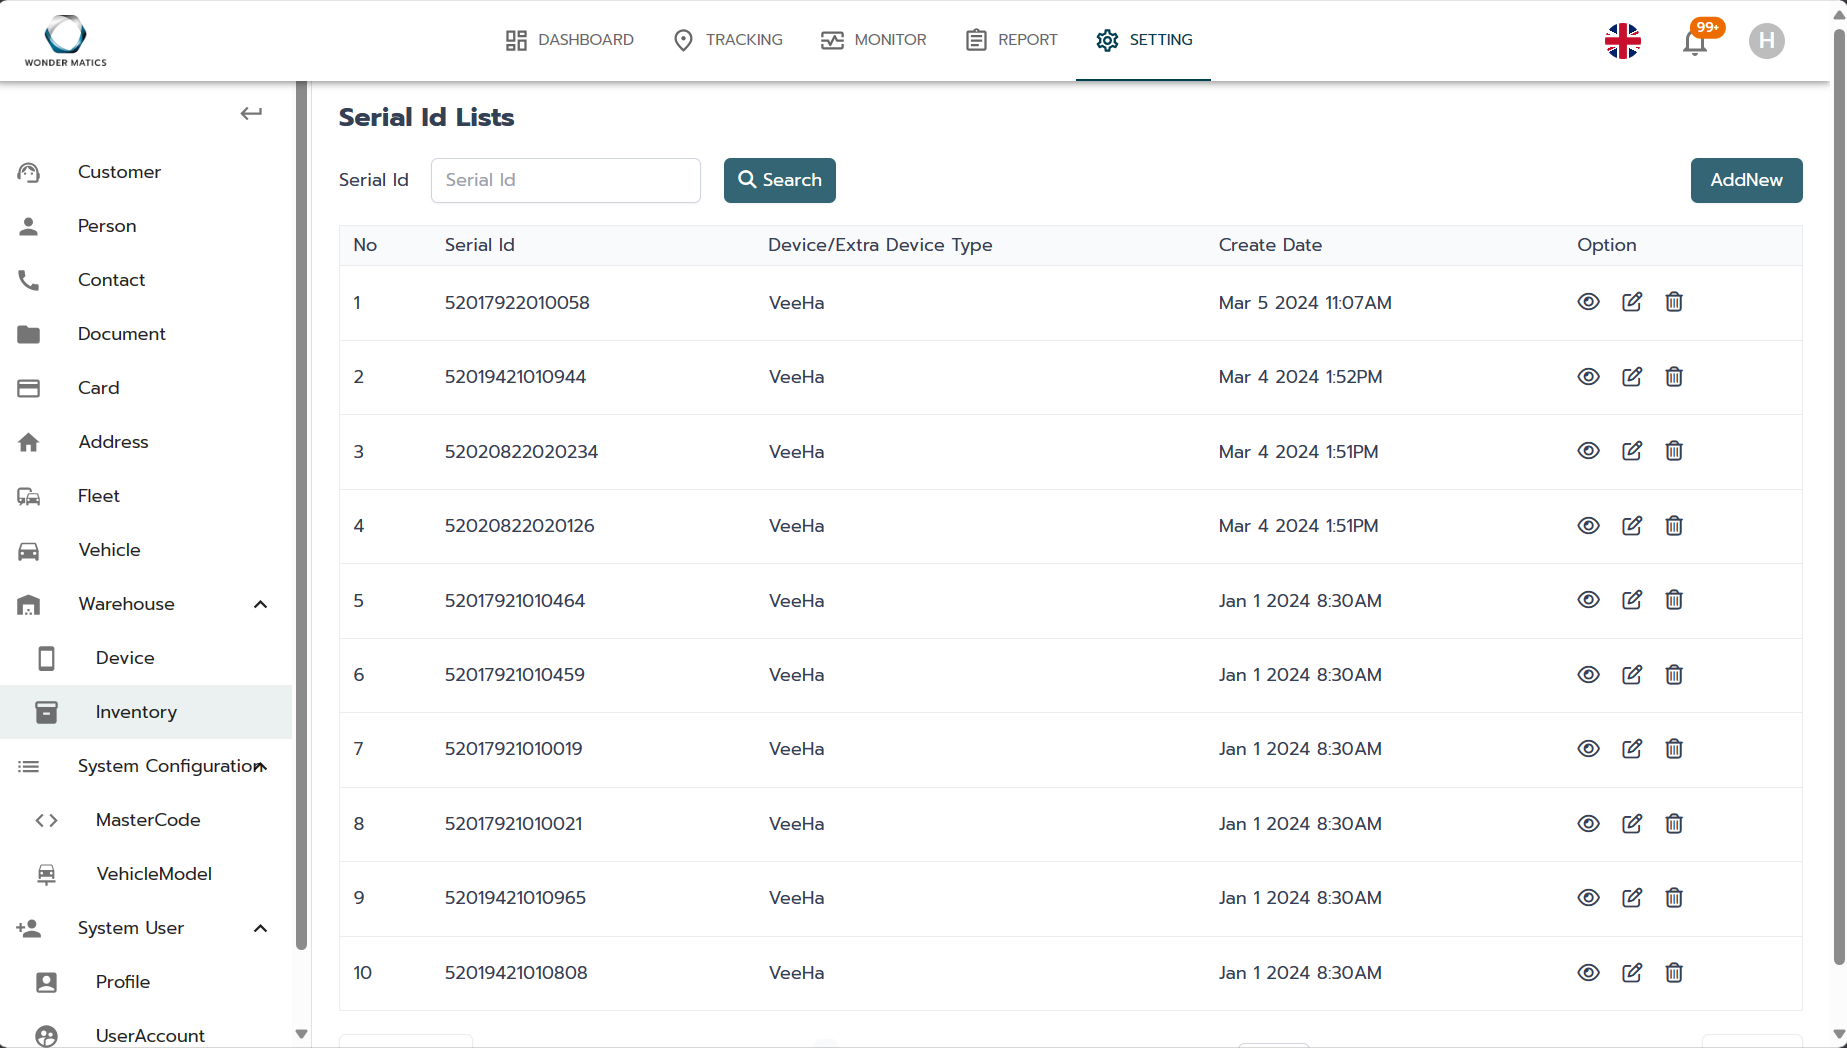 WONDER MATICS
DASHBOARD
TRACKING
MONITOR
REPORT
SETTING
99+
H
Customer
Person
Contact
Document
Card
Address
Fleet
Vehicle
Warehouse
Device
Inventory
System Configuration
MasterCode
VehicleModel
System User
Profile
UserAccount
Serial Id Lists
Serial Id
Serial Id
Search
AddNew
No Serial Id Device/Extra Device Type Create Date Option
1 52017922010058 VeeHa Mar 5 2024 11:07AM
2 52019421010944 VeeHa Mar 4 2024 1:52PM
3 52020822020234 VeeHa Mar 4 2024 1:51PM
4 52020822020126 VeeHa Mar 4 2024 1:51PM
5 52017921010464 VeeHa Jan 1 2024 8:30AM
6 52017921010459 VeeHa Jan 1 2024 8:30AM
7 52017921010019 VeeHa Jan 1 2024 8:30AM
8 52017921010021 VeeHa Jan 1 2024 8:30AM
9 52019421010965 VeeHa Jan 1 2024 8:30AM
10 52019421010808 VeeHa Jan 1 2024 8:30AM